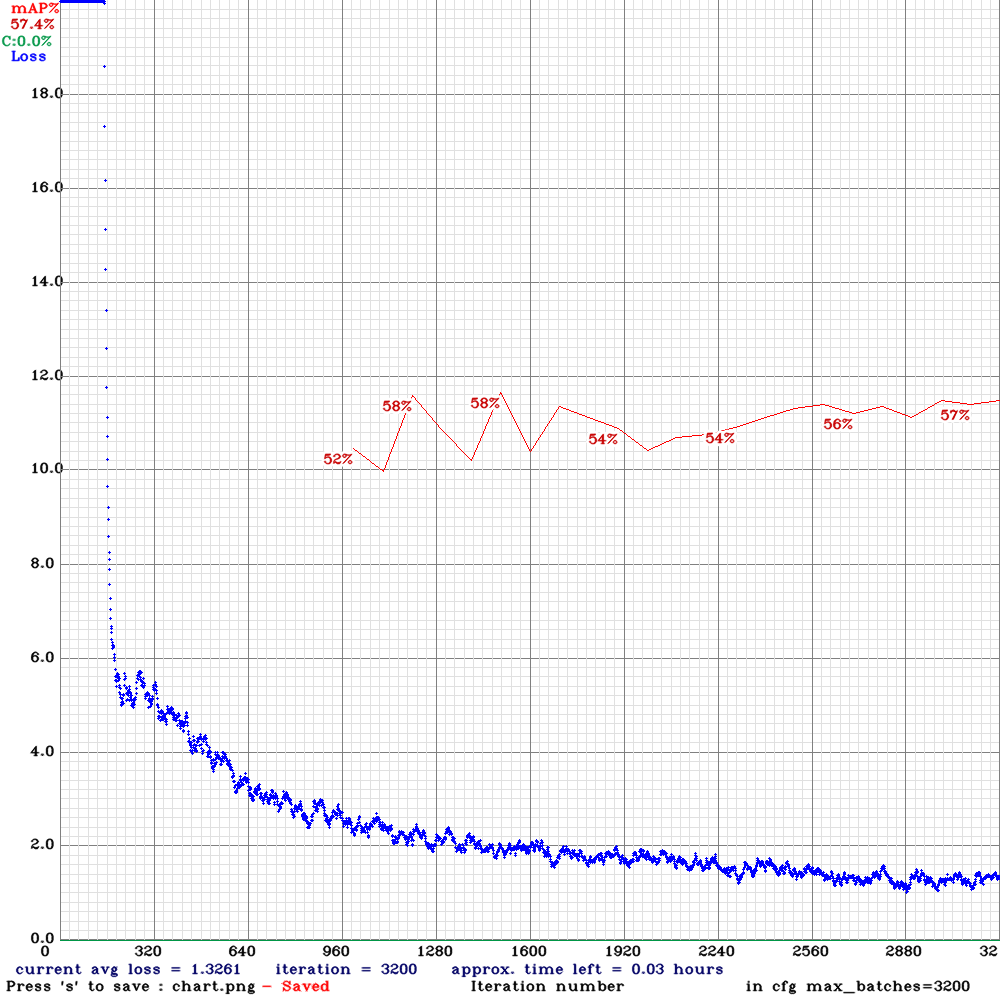 mAP%
57.4%
C:0.0%
Loss
18.0
16.0
14.0
12.0
58% 58%
57%
56%
54% 54%
52%
10.0
8.0
6.0
4.0
2.0
0.0
0 320 640 960 1280 1600 1920 2240 2560 2880 32
current avg loss = 1.3261 iteration = 3200 approx. time left = 0.03 hours
Press 's' to save : chart.png - Saved Iteration number in cfg max_batches=3200